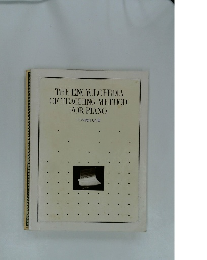 THE ENCYCLOPEDIA
OF TEACHING METHOD
FOR PIANO